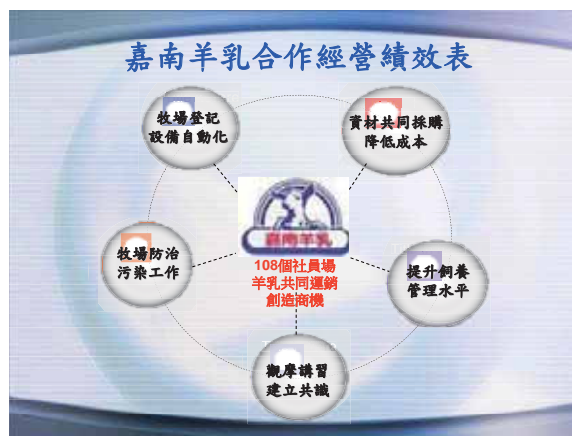 嘉南羊乳合作經營績效表
牧場登記
設備自動化
資材共同採購
降低成本
嘉南羊乳
108個社員場
羊乳共同運銷
創造商機
牧場防治
污染工作
提升飼養
管理水平
觀摩講習
建立共識